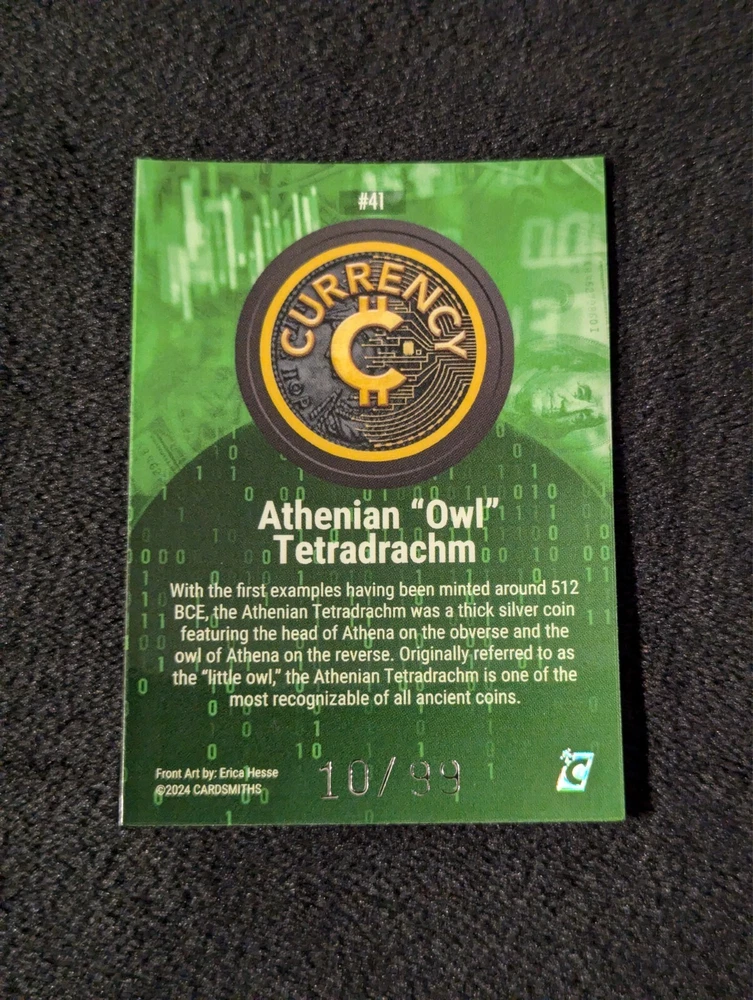 #41
CURRENCY
Athenian “Owl”
Tetradrachm
With the first examples having been minted around 512
BCE, the Athenian Tetradrachm was a thick silver coin
featuring the head of Athena on the obverse and the
owl of Athena on the reverse. Originally referred to as
the “little owl,” the Athenian Tetradrachm is one of the
most recognizable of all ancient coins.
Front Art by: Erica Hesse
©2024 CARDSMITHS
10/99